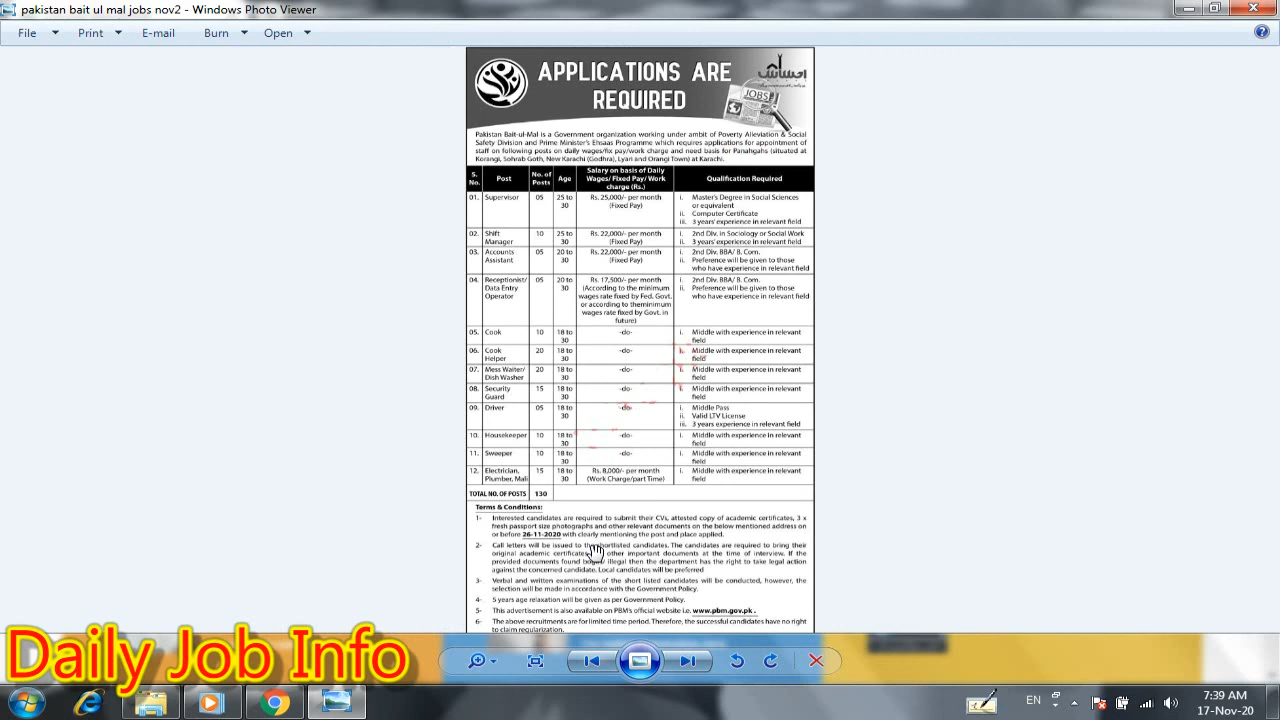 pakistan bait ul mal jobs nov2 - Windows Photo Viewer
File Print E-mail Burn Open
APPLICATIONS ARE
REQUIRED
احساس
JOBS
Pakistan Bait-ul-Mal is a Government organization working under ambit of Poverty Alleviation & Social
Safety Division and Prime Minister's Ehsaas Programme which requires applications for appointment of
staff on following posts on daily wages/fix pay/work charge and need basis for Panahgahs (situated at
Korangi, Sohrab Goth, New Karachi (Godhra), Lyari and Orangi Town) at Karachi.
S. No. Post No. of Posts Age Salary on basis of Daily Wages/ Fixed Pay/ Work charge (Rs.) Qualification Required
01. Supervisor 05 25 to 30 Rs. 25,000/- per month (Fixed Pay) i. Master's Degree in Social Sciences
or equivalent
ii. Computer Certificate
iii. 3 years' experience in relevant field
02. Shift Manager 10 25 to 30 Rs. 22,000/- per month (Fixed Pay) i. 2nd Div. in Sociology or Social Work
ii. 3 years' experience in relevant field
03. Accounts Assistant 05 20 to 30 Rs. 22,000/- per month (Fixed Pay) i. 2nd Div. BBA/ B. Com.
ii. Preference will be given to those
who have experience in relevant field
04. Receptionist/ Data Entry Operator 05 20 to 30 Rs. 17,500/- per month i. 2nd Div. BBA/ B. Com.
(According to the minimum ii. Preference will be given to those
wages rate fixed by Fed. Govt. who have experience in relevant field
or according to theminimum
wages rate fixed by Govt. in
future)
05. Cook 10 18 to 30 -do- i. Middle with experience in relevant
field
06. Cook Helper 20 18 to 30 -do- i. Middle with experience in relevant
field
07. Mess Waiter/ Dish Washer 20 18 to 30 -do- i. Middle with experience in relevant
field
08. Security Guard 15 18 to 30 -do- i. Middle with experience in relevant
field
09. Driver 05 18 to 30 -do- i. Middle Pass
ii. Valid LTV License
iii. 3 years experience in relevant field
10. Housekeeper 10 18 to 30 -do- i. Middle with experience in relevant
field
11. Sweeper 10 18 to 30 -do- i. Middle with experience in relevant
field
12. Electrician, Plumber, Mali 15 18 to 30 Rs. 8,000/- per month (Work Charge/part Time) i. Middle with experience in relevant
field
TOTAL NO. OF POSTS 130
Terms & Conditions:
1- Interested candidates are required to submit their CVs, attested copy of academic certificates, 3 x
fresh passport size photographs and other relevant documents on the below mentioned address on
or before 26-11-2020 with clearly mentioning the post and place applied.
2- Call letters will be issued to the shortlisted candidates. The candidates are required to bring their
original academic certificates other important documents at the time of interview. If the
provided documents found illegal then the department has the right to take legal action
against the concerned candidate. Local candidates will be preferred
3- Verbal and written examinations of the short listed candidates will be conducted, however, the
selection will be made in accordance with the Government Policy.
4- 5 years age relaxation will be given as per Government Policy.
5- This advertisement is also available on PBM's official website i.e. www.pbm.gov.pk .
6- The above recruitments are for limited time period. Therefore, the successful candidates have no right
to claim regularization.
Daily Job Info
EN
7:39 AM
17-Nov-20